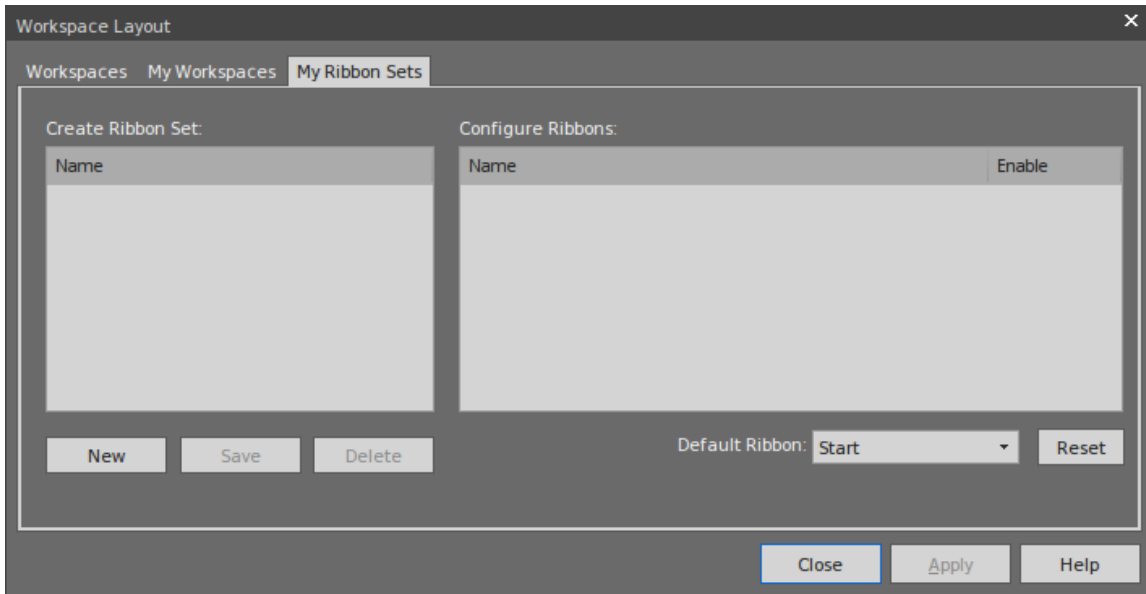 Workspace Layout
Workspaces My Workspaces My Ribbon Sets
Create Ribbon Set:
Name
New Save Delete
Configure Ribbons:
Name Enable
Default Ribbon: Start Reset
Close Apply Help